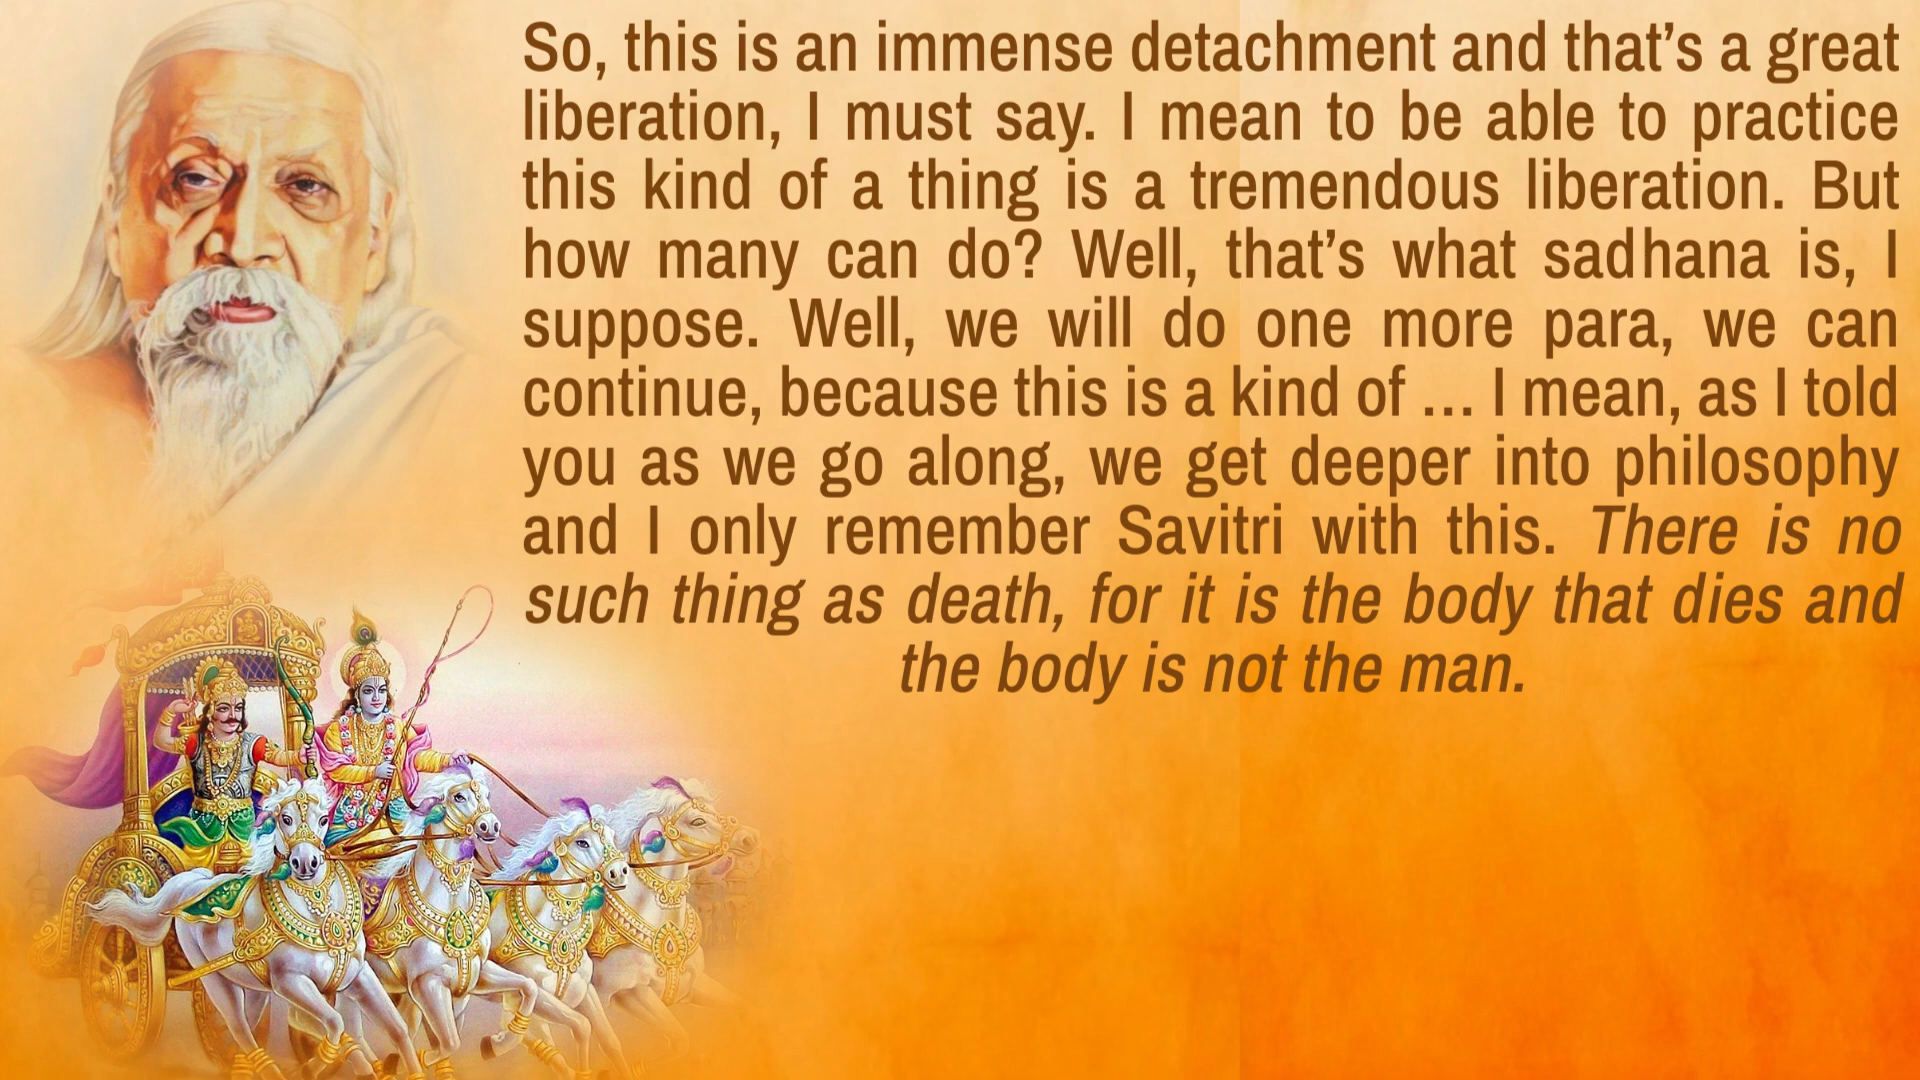 So, this is an immense detachment and that’s a great
liberation, I must say. I mean to be able to practice
this kind of a thing is a tremendous liberation. But
how many can do? Well, that’s what sadhana is, I
suppose. Well, we will do one more para, we can
continue, because this is a kind of … I mean, as I told
you as we go along, we get deeper into philosophy
and I only remember Savitri with this. There is no
such thing as death, for it is the body that dies and
the body is not the man.